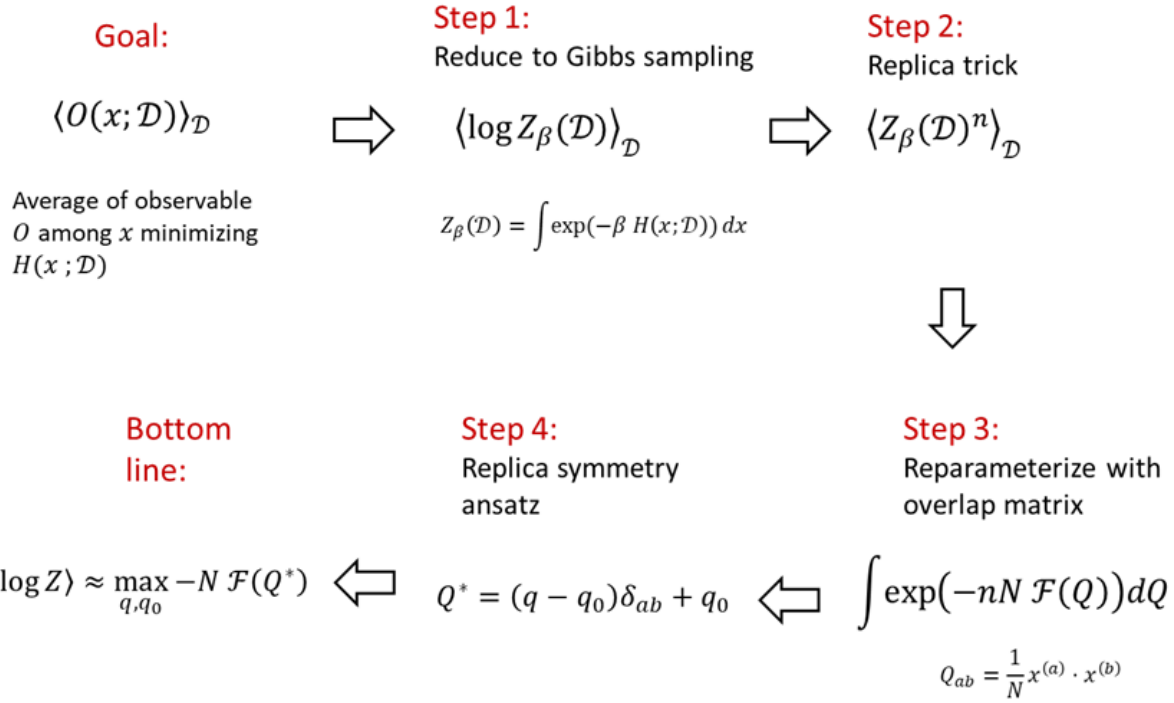 Goal:
⟨O(x; 𝒟)⟩_𝒟
Average of observable
O among x minimizing
H(x ; 𝒟)
Step 1:
Reduce to Gibbs sampling
⟨log Z_β(𝒟)⟩_𝒟
Z_β(𝒟) = ∫ exp(−β H(x; 𝒟)) dx
Step 2:
Replica trick
⟨Z_β(𝒟)^n⟩_𝒟
Step 3:
Reparameterize with
overlap matrix
∫ exp(−nN ℱ(Q))dQ
Q_ab = 1/N x^(a) · x^(b)
Step 4:
Replica symmetry
ansatz
Q* = (q − q_0)δ_ab + q_0
Bottom
line:
log Z⟩ ≈ max_{q,q_0} −N ℱ(Q*)